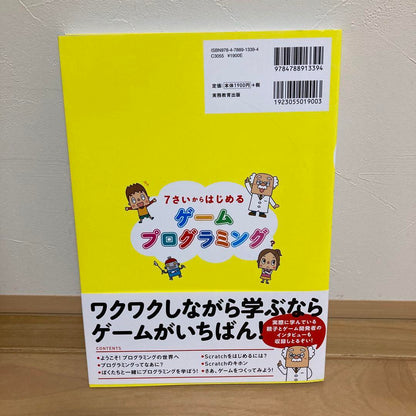 ISBN978-4-7889-1339-4
C3055 ¥1900E
9784788913394
定価(本体1900円)+税
実務教育出版
1923055019003
7さいからはじめる
ゲーム
プログラミング
ワクワクしながら学ぶなら
ゲームがいちばん!
実際に学んでいる
親子とゲーム開発者の
インタビューも
収録しとるぞい!
CONTENTS
●ようこそ!プログラミングの世界へ
●プログラミングってなあに?
●ぼくたちと一緒にプログラミングを学ぼう!
●Scratchをはじめるには?
●Scratchのキホン
●さあ、ゲームをつくってみよう!